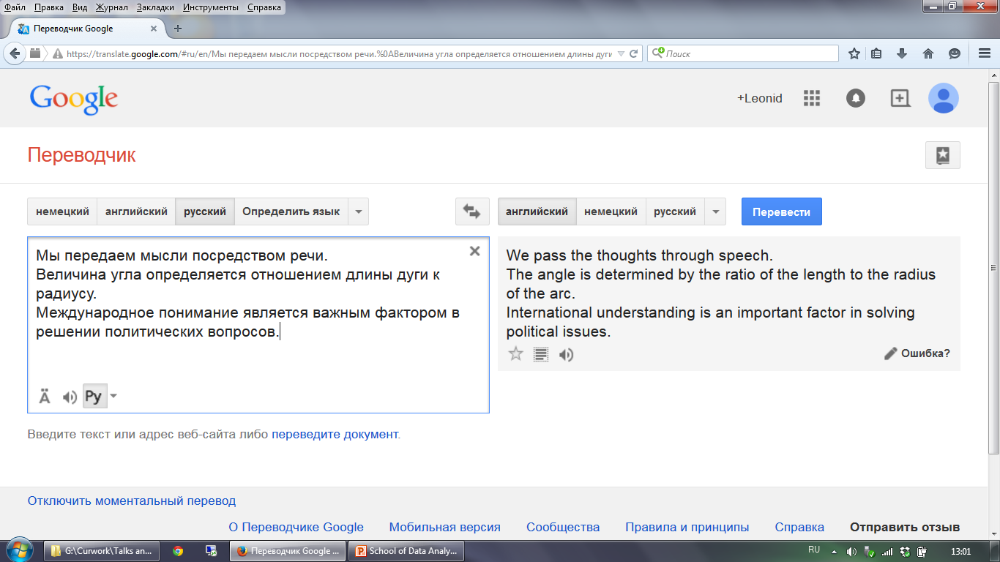 Файл Правка Вид Журнал Закладки Инструменты Справка
Переводчик Google
https://translate.google.com/#ru/en/Мы передаем мысли посредством речи.%0AВеличина угла определяется отношением длины дуги
Поиск
Google
+Leonid
Переводчик
немецкий английский русский Определить язык
английский немецкий русский Перевести
Мы передаем мысли посредством речи.
Величина угла определяется отношением длины дуги к
радиусу.
Международное понимание является важным фактором в
решении политических вопросов.
Ä Ру
We pass the thoughts through speech.
The angle is determined by the ratio of the length to the radius
of the arc.
International understanding is an important factor in solving
political issues.
Ошибка?
Введите текст или адрес веб-сайта либо переведите документ.
Отключить моментальный перевод
О Переводчике Google Мобильная версия Сообщества Правила и принципы Справка Отправить отзыв
G:\Curwork\Talks an... Переводчик Google ... School of Data Analy... RU 13:01